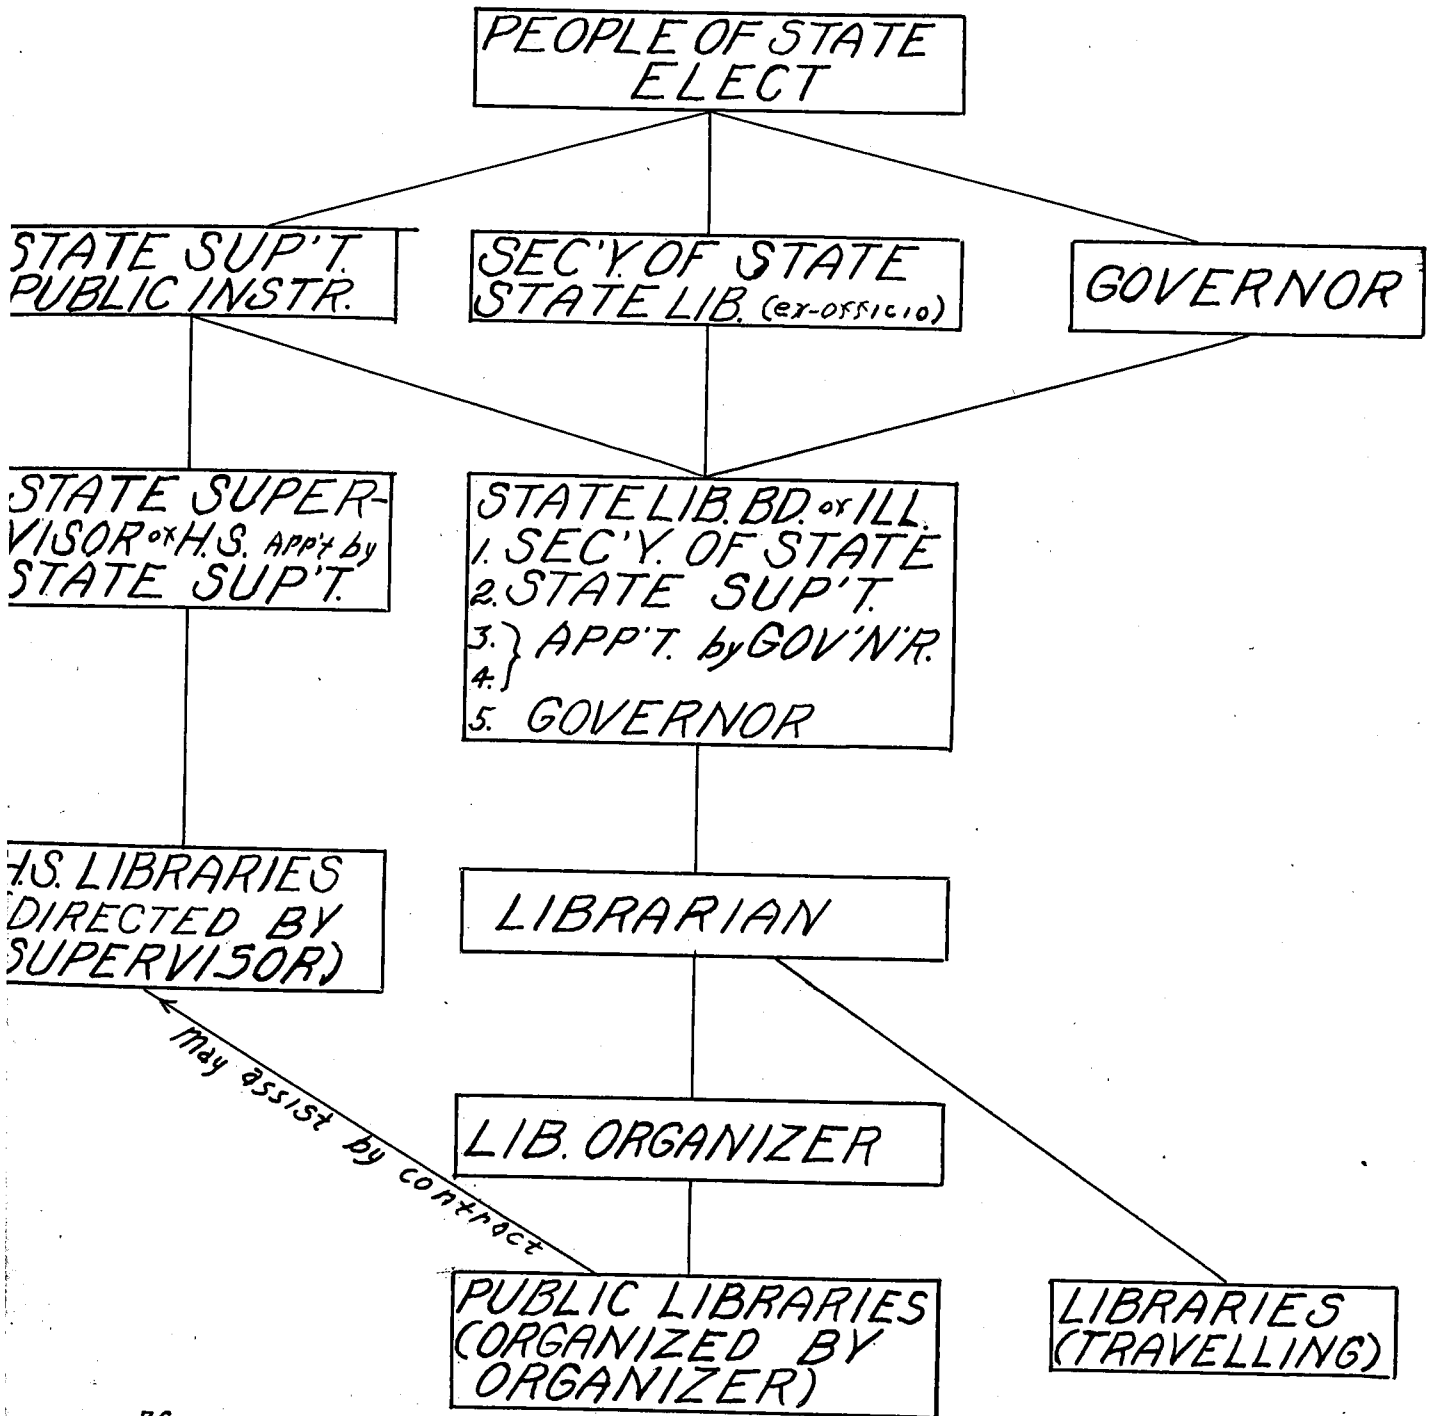 PEOPLE OF STATE
ELECT
STATE SUP'T.
PUBLIC INSTR.
SEC'Y. OF STATE
STATE LIB. (ex-officio)
GOVERNOR
STATE SUPER-
VISOR of H.S. APP't by
STATE SUP'T.
STATE LIB. BD. of ILL.
1. SEC'Y. OF STATE
2. STATE SUP'T.
3. } APP'T. by GOV'N'R.
4.
5. GOVERNOR
H.S. LIBRARIES
(DIRECTED BY
SUPERVISOR)
LIBRARIAN
May assist by contract
LIB. ORGANIZER
PUBLIC LIBRARIES
(ORGANIZED BY
ORGANIZER)
LIBRARIES
(TRAVELLING)